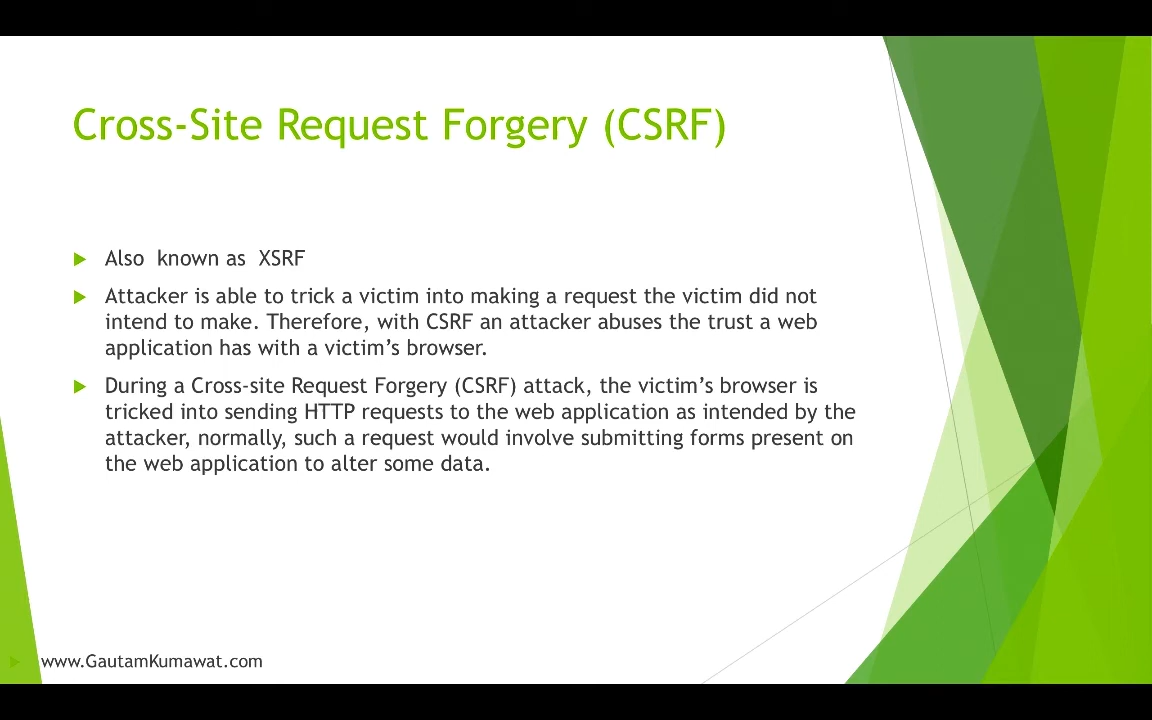 Cross-Site Request Forgery (CSRF)
Also known as XSRF
Attacker is able to trick a victim into making a request the victim did not
intend to make. Therefore, with CSRF an attacker abuses the trust a web
application has with a victim’s browser.
During a Cross-site Request Forgery (CSRF) attack, the victim’s browser is
tricked into sending HTTP requests to the web application as intended by the
attacker, normally, such a request would involve submitting forms present on
the web application to alter some data.
www.GautamKumawat.com